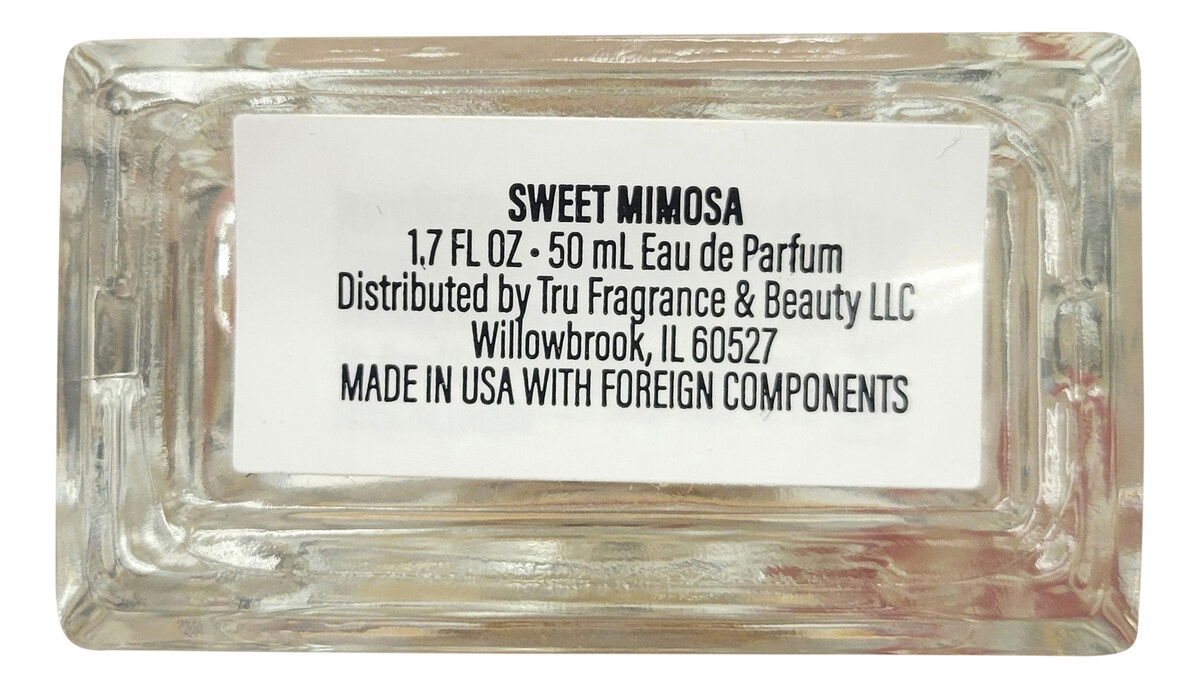 SWEET MIMOSA
1.7 FL OZ • 50 mL Eau de Parfum
Distributed by Tru Fragrance & Beauty LLC
Willowbrook, IL 60527
MADE IN USA WITH FOREIGN COMPONENTS